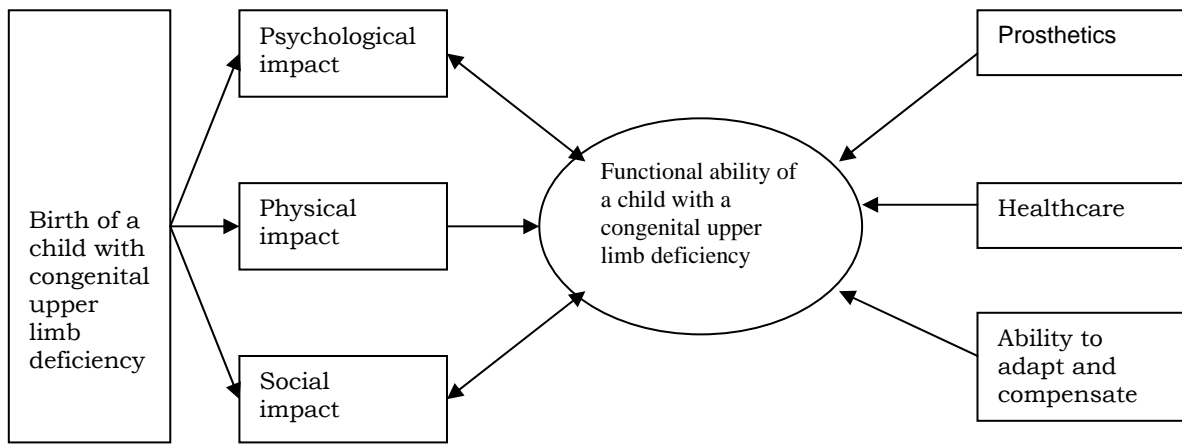 Birth of a
child with
congenital
upper
limb
deficiency
Psychological
impact
Physical
impact
Social
impact
Functional ability of
a child with a
congenital upper
limb deficiency
Prosthetics
Healthcare
Ability to
adapt and
compensate